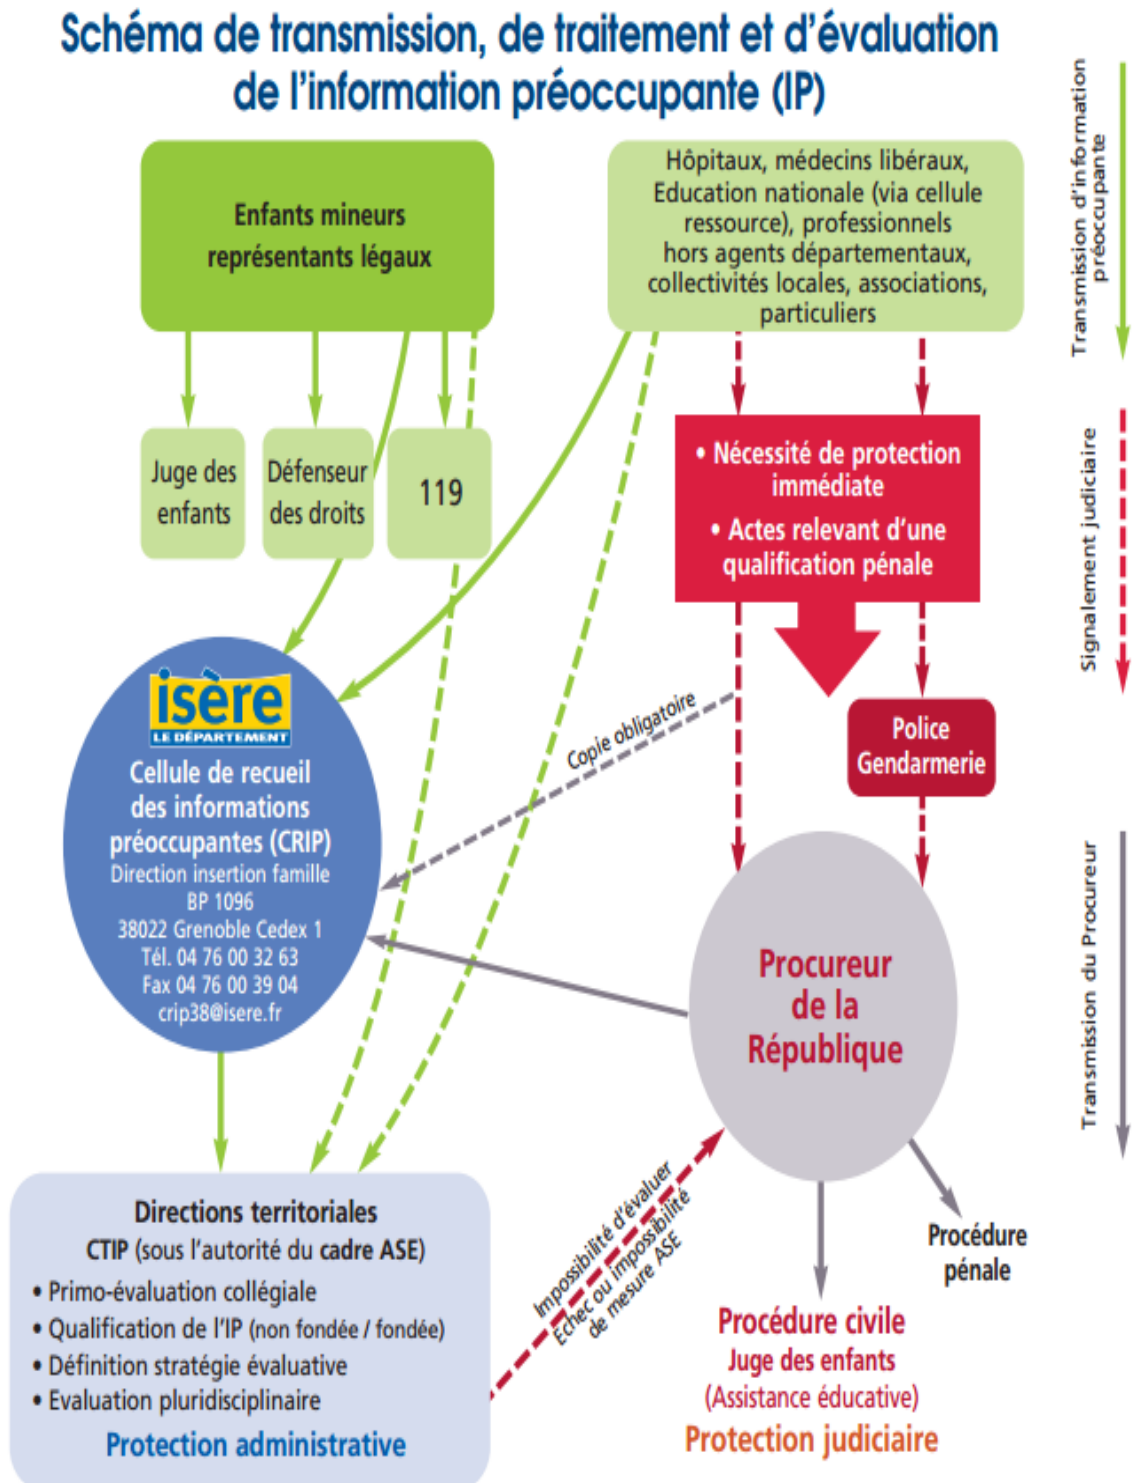 Schéma de transmission, de traitement et d'évaluation
de l'information préoccupante (IP)
Enfants mineurs
représentants légaux
Hôpitaux, médecins libéraux,
Education nationale (via cellule
ressource), professionnels
hors agents départementaux,
collectivités locales, associations,
particuliers
Transmission d'information
préoccupante
Juge des
enfants
Défenseur
des droits
119
• Nécessité de protection
immédiate
• Actes relevant d'une
qualification pénale
Signalement judiciaire
Police
Gendarmerie
Copie obligatoire
isère
LE DÉPARTEMENT
Cellule de recueil
des informations
préoccupantes (CRIP)
Direction insertion famille
BP 1096
38022 Grenoble Cedex 1
Tél. 04 76 00 32 63
Fax 04 76 00 39 04
crip38@isere.fr
Procureur
de la
République
Transmission du Procureur
Directions territoriales
CTIP (sous l'autorité du cadre ASE)
• Primo-évaluation collégiale
• Qualification de l'IP (non fondée / fondée)
• Définition stratégie évaluative
• Evaluation pluridisciplinaire
Protection administrative
Impossibilité d'évaluer
Echec ou impossibilité
de mesure ASE
Procédure
pénale
Procédure civile
Juge des enfants
(Assistance éducative)
Protection judiciaire